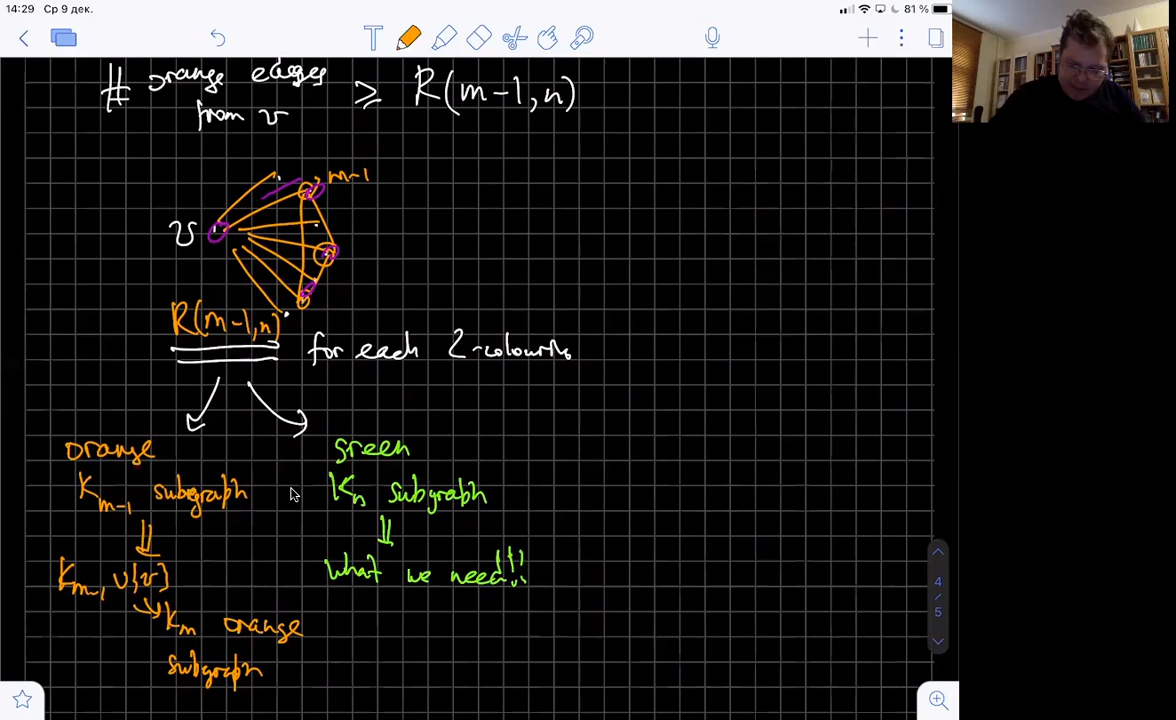 14:29 Ср 9 дек.
81 %
# orange edges
from v
≥ R(m-1, n)
m-1
v
R(m-1, n)
for each 2-colouring
orange
K_{m-1} subgraph
K_{m-1} ∪ {v}
K_m orange
subgraph
green
K_n subgraph
⇓
What we need!!!
4
/
5